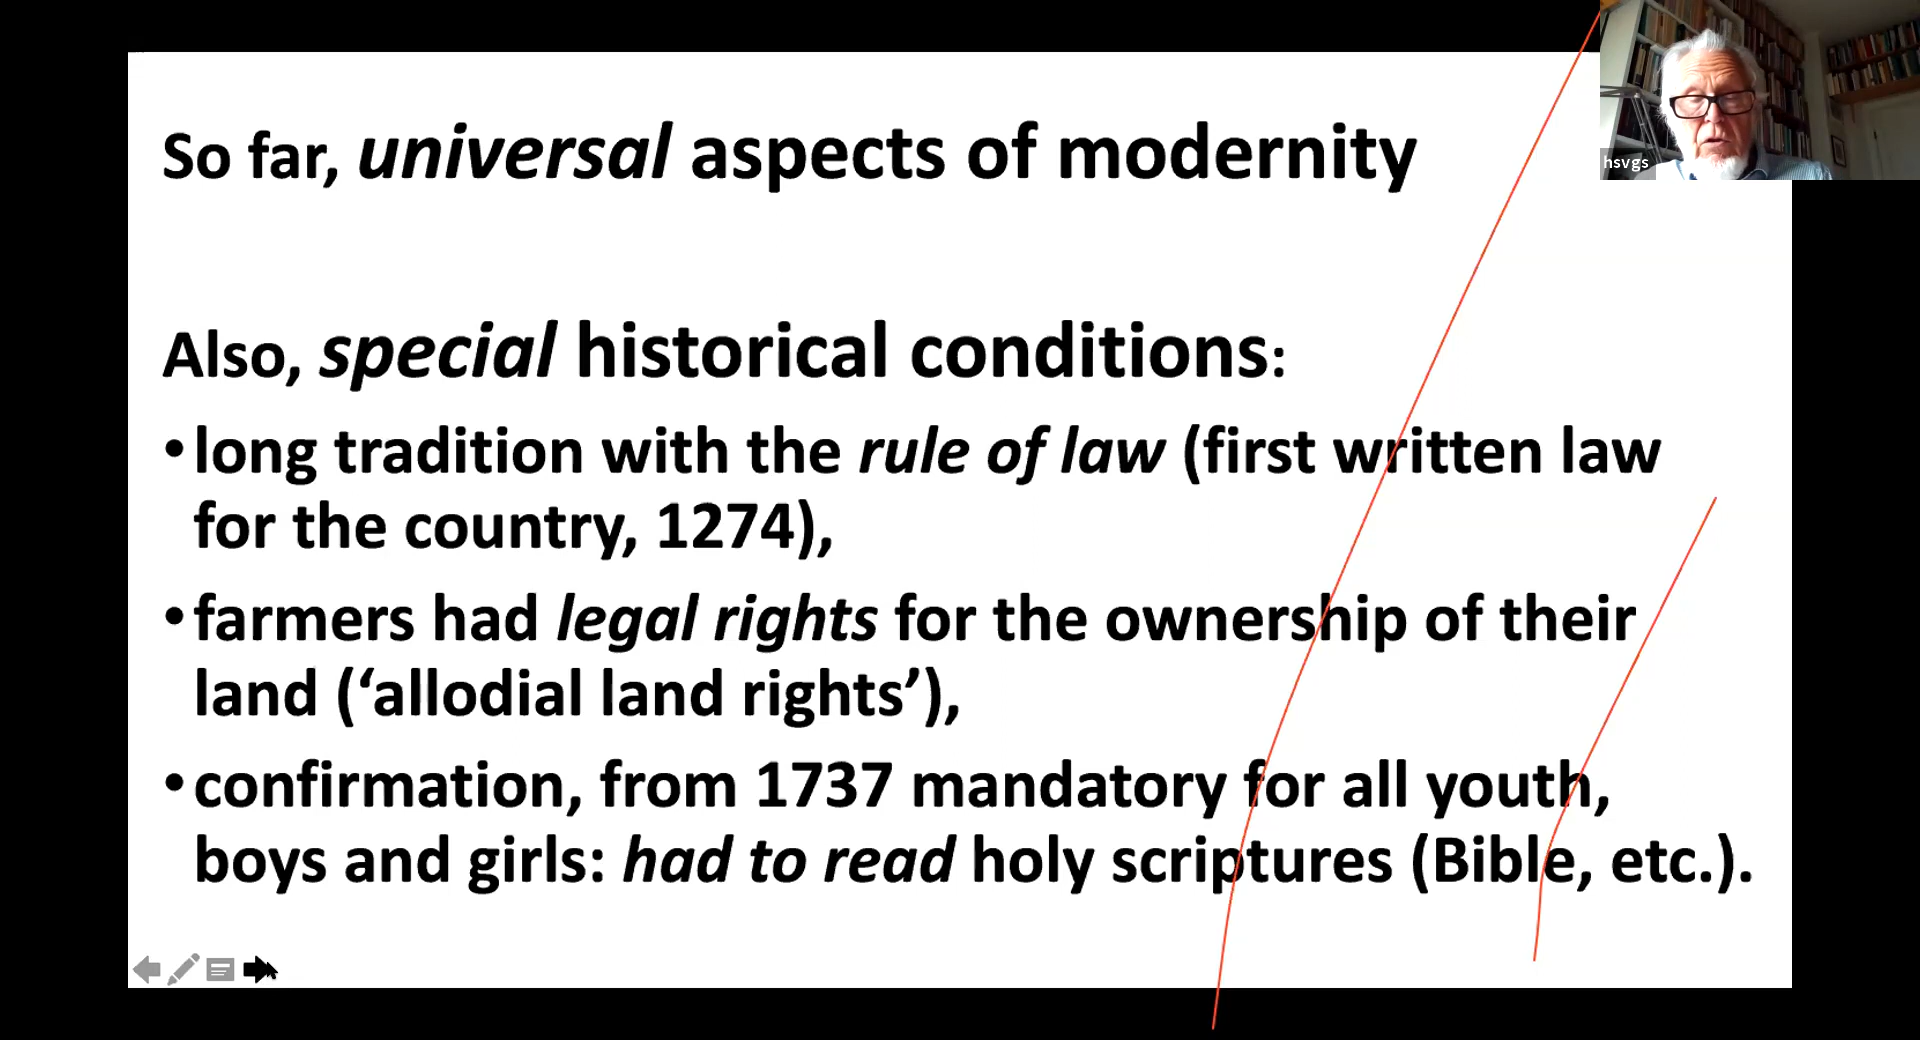 So far, universal aspects of modernity
hsvgs
Also, special historical conditions:
•long tradition with the rule of law (first written law
for the country, 1274),
•farmers had legal rights for the ownership of their
land (‘allodial land rights’),
•confirmation, from 1737 mandatory for all youth,
boys and girls: had to read holy scriptures (Bible, etc.).